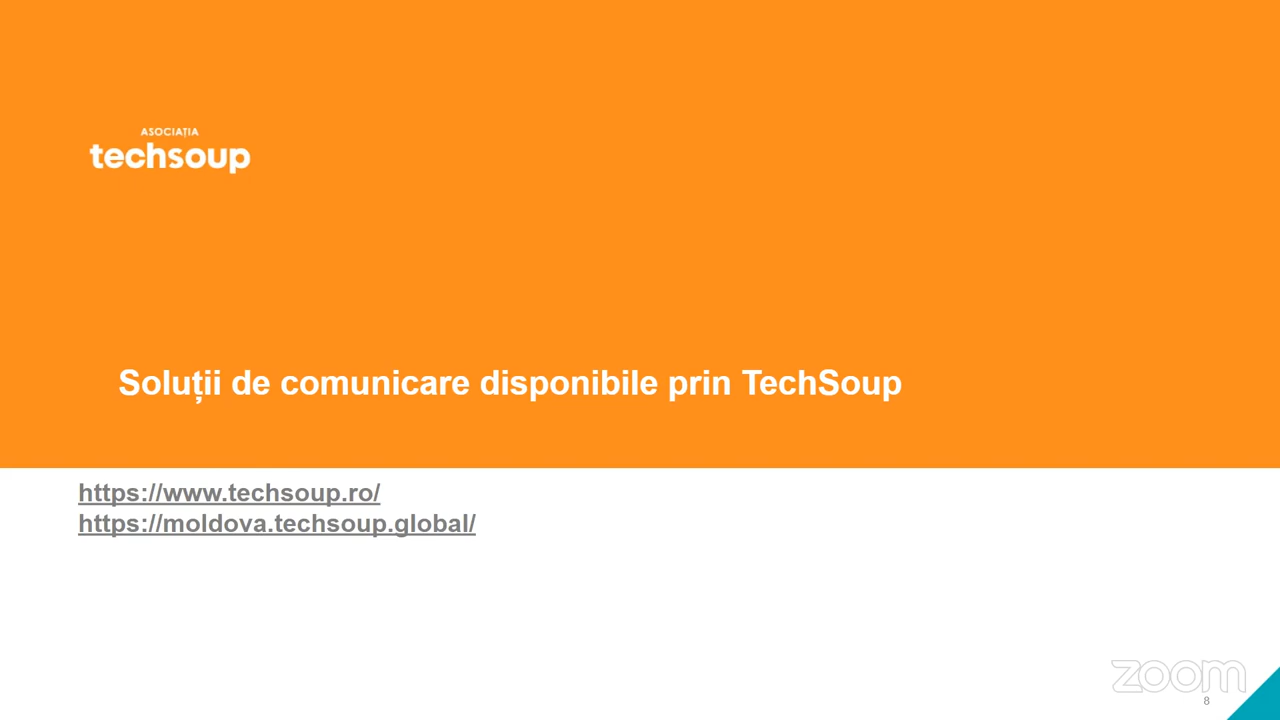 ASOCIAȚIA
techsoup
Soluții de comunicare disponibile prin TechSoup
https://www.techsoup.ro/
https://moldova.techsoup.global/
zoom
8